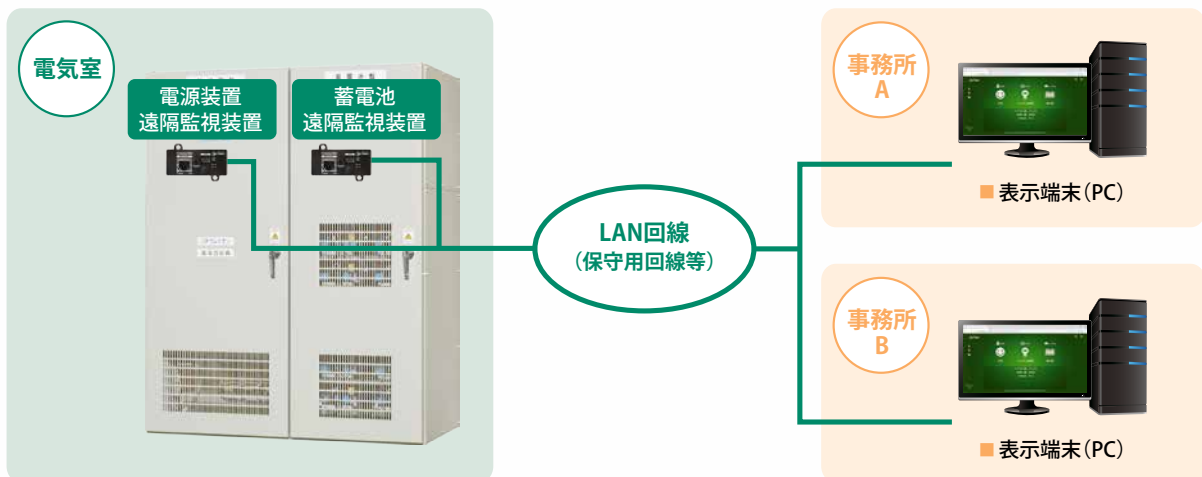 電気室
電源装置
遠隔監視装置
蓄電池
遠隔監視装置
LAN回線
（保守用回線等）
事務所
A
■表示端末（PC）
事務所
B
■表示端末（PC）